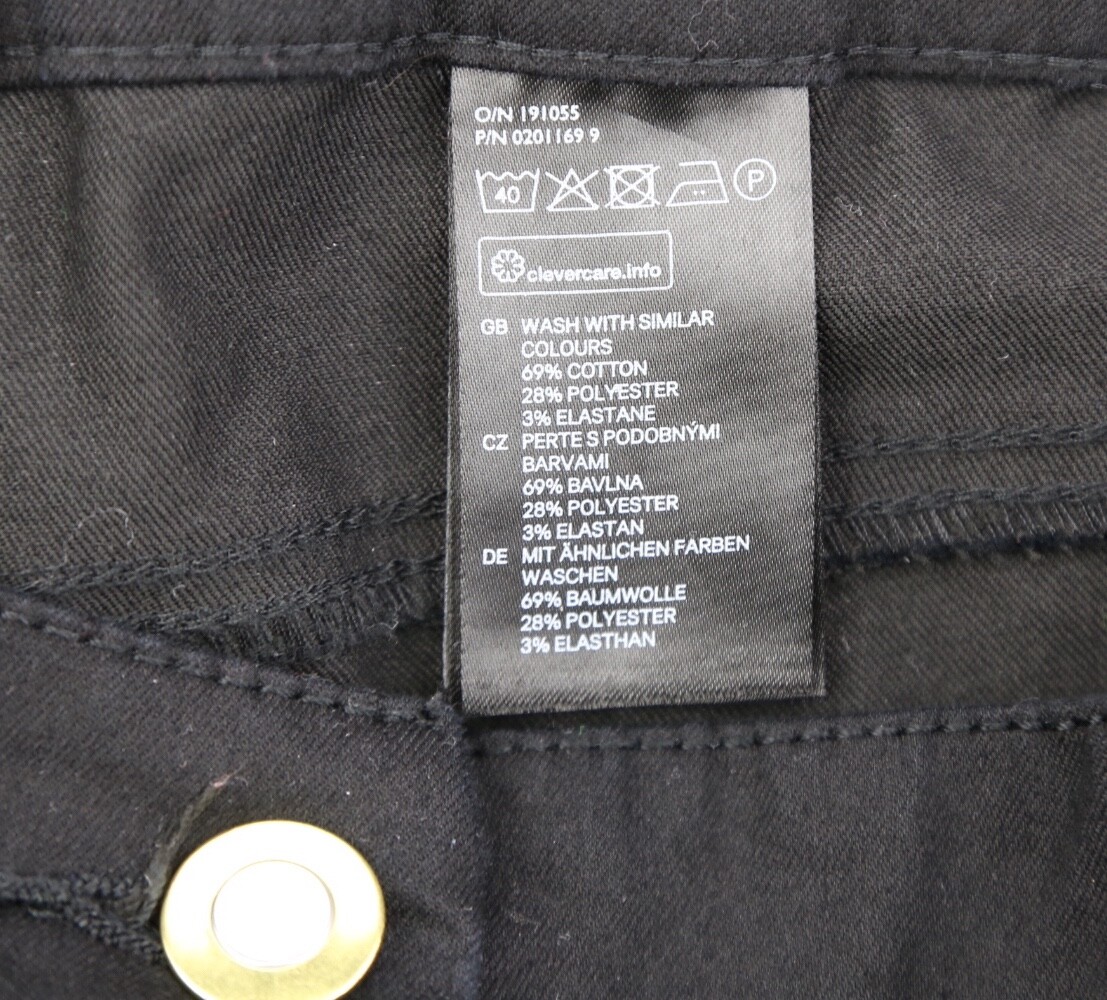 O/N 191055
P/N 0201169 9
40 P
clevercare.info
GB WASH WITH SIMILAR
COLOURS
69% COTTON
28% POLYESTER
3% ELASTANE
CZ PERTE S PODOBNÝMI
BARVAMI
69% BAVLNA
28% POLYESTER
3% ELASTAN
DE MIT ÄHNLICHEN FARBEN
WASCHEN
69% BAUMWOLLE
28% POLYESTER
3% ELASTHAN